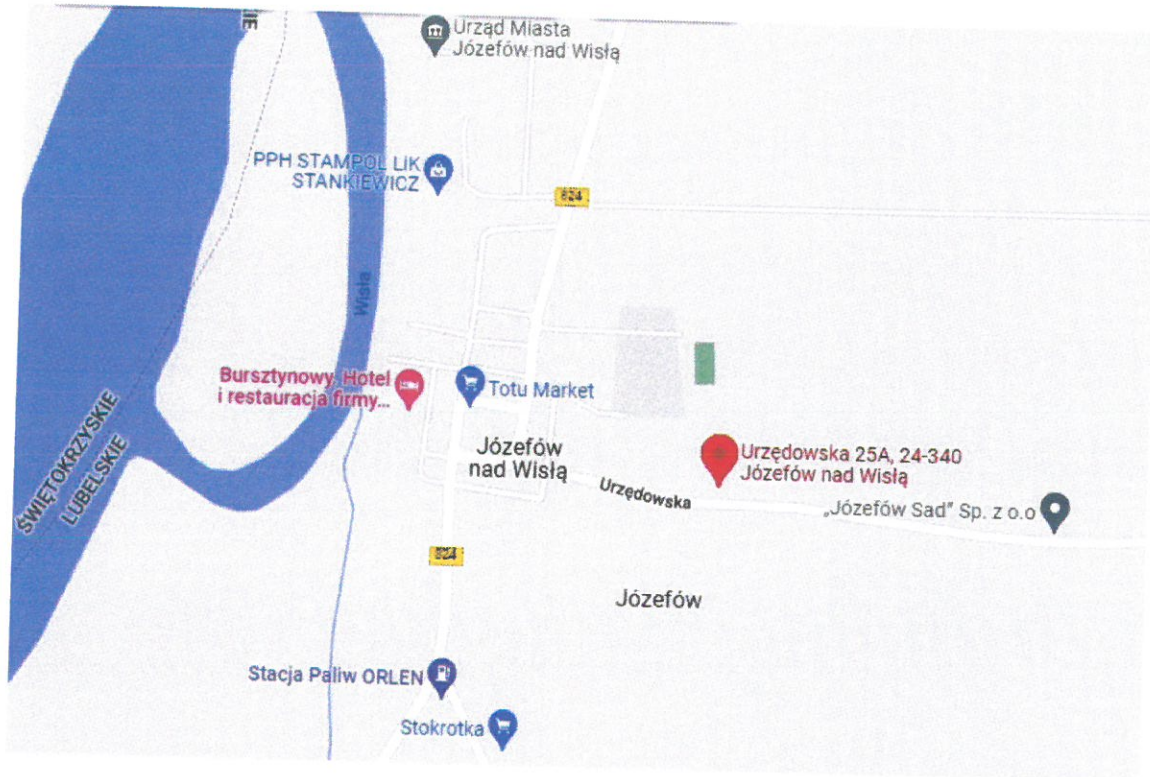 KIE
Urząd Miasta
Józefów nad Wisłą
PPH STAMPOL LIK
STANKIEWICZ
824
Wisła
Bursztynowy, Hotel
i restauracja firmy...
Totu Market
Józefów
nad Wisłą
Urzędowska 25A, 24-340
Józefów nad Wisłą
Urzędowska
„Józefów Sad" Sp. z o.o
ŚWIĘTOKRZYSKIE
LUBELSKIE
824
Józefów
Stacja Paliw ORLEN
Stokrotka